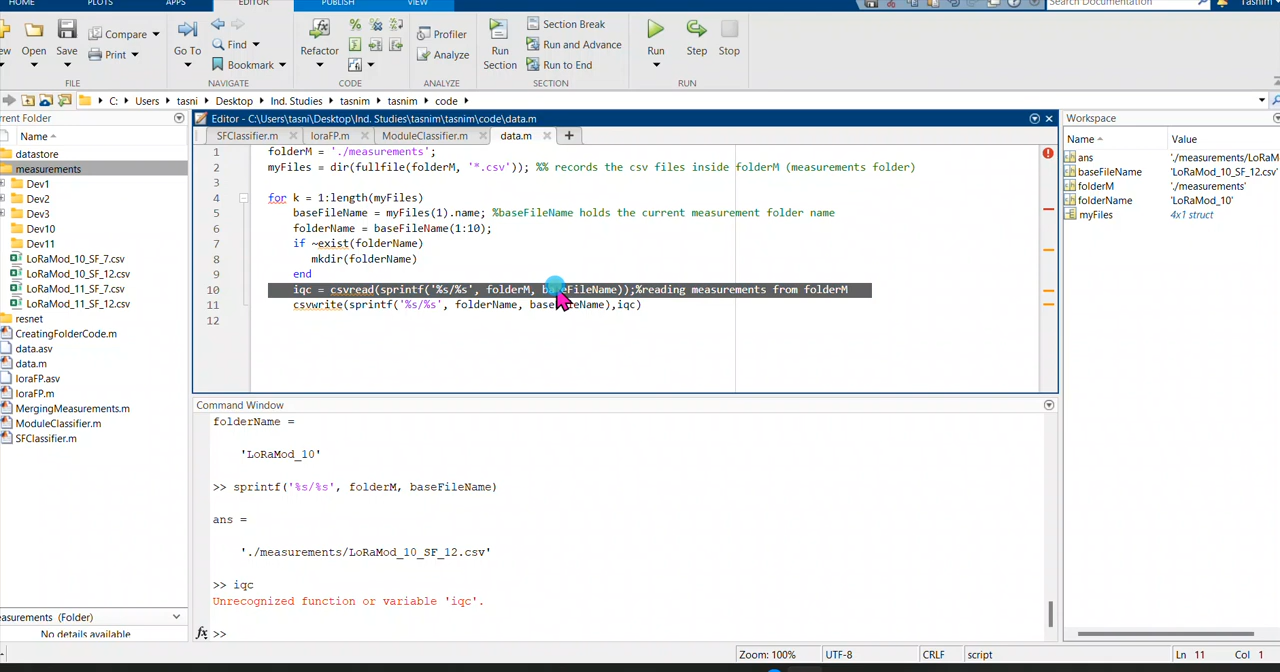 HOME PLOTS APPS EDITOR PUBLISH VIEW Search Documentation Tasnim
Open Save Compare Print Go To Find Bookmark Refactor Profiler Analyze Run Section Section Break Run and Advance Run to End Run Step Stop
FILE NAVIGATE CODE ANALYZE SECTION RUN
C: Users tasni Desktop Ind. Studies tasnim tasnim code
rrent Folder
Name
datastore
measurements
Dev1
Dev2
Dev3
Dev10
Dev11
LoRaMod_10_SF_7.csv
LoRaMod_10_SF_12.csv
LoRaMod_11_SF_7.csv
LoRaMod_11_SF_12.csv
resnet
CreatingFolderCode.m
data.asv
data.m
loraFP.asv
loraFP.m
MergingMeasurements.m
ModuleClassifier.m
SFClassifier.m
easurements (Folder)
No details available
Editor - C:\Users\tasni\Desktop\Ind. Studies\tasnim\tasnim\code\data.m
SFClassifier.m loraFP.m ModuleClassifier.m data.m
1 folderM = './measurements';
2 myFiles = dir(fullfile(folderM, '*.csv')); %% records the csv files inside folderM (measurements folder)
3
4 for k = 1:length(myFiles)
5 baseFileName = myFiles(1).name; %baseFileName holds the current measurement folder name
6 folderName = baseFileName(1:10);
7 if ~exist(folderName)
8 mkdir(folderName)
9 end
10 iqc = csvread(sprintf('%s/%s', folderM, baseFileName));%reading measurements from folderM
11 csvwrite(sprintf('%s/%s', folderName, baseFileName),iqc)
12
Command Window
folderName =
'LoRaMod_10'
>> sprintf('%s/%s', folderM, baseFileName)
ans =
'./measurements/LoRaMod_10_SF_12.csv'
>> iqc
Unrecognized function or variable 'iqc'.
fx >>
Workspace
Name Value
ans './measurements/LoRaM
baseFileName 'LoRaMod_10_SF_12.csv'
folderM './measurements'
folderName 'LoRaMod_10'
myFiles 4x1 struct
Zoom: 100% UTF-8 CRLF script Ln 11 Col 1